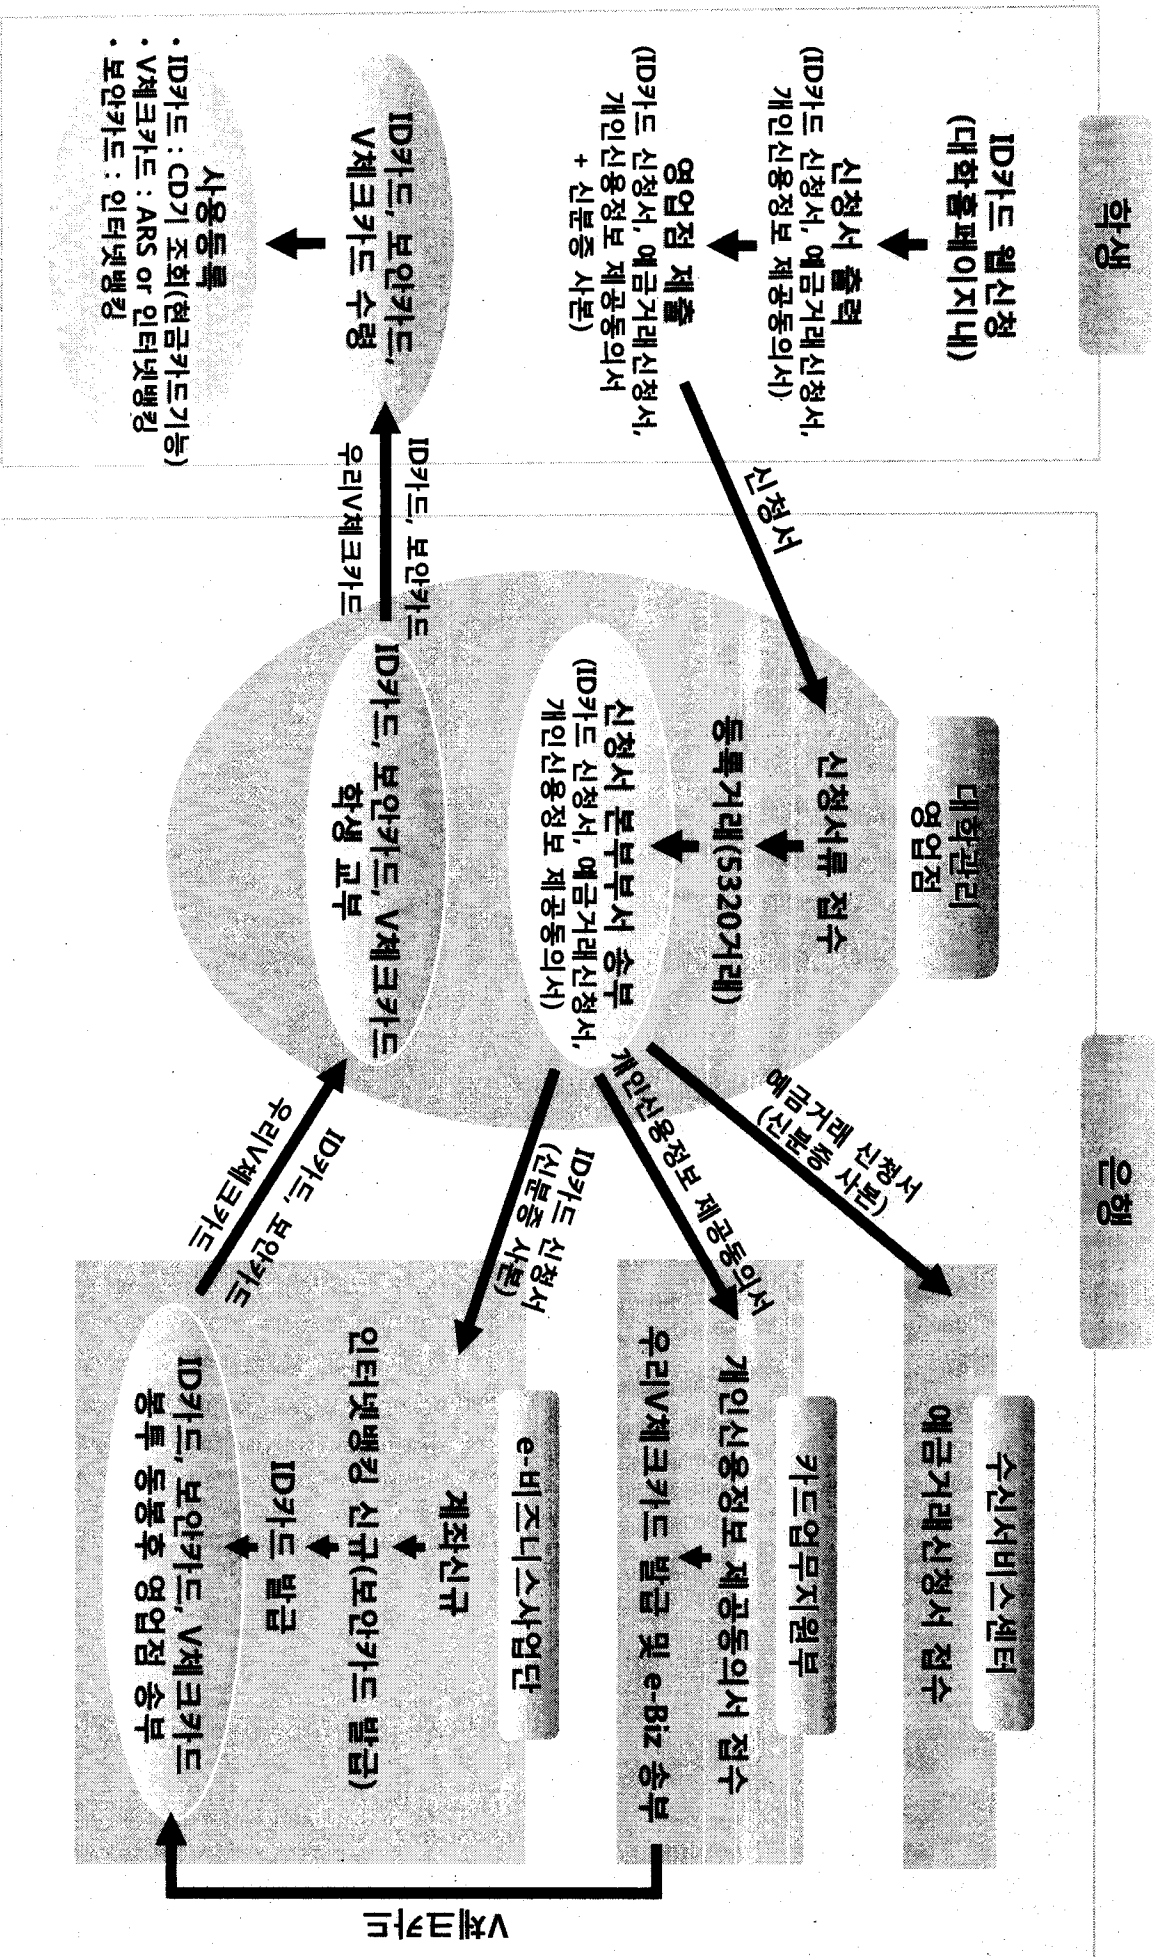 학생
ID카드 웹신청
(대학홈페이지내)
신청서 출력
(ID카드 신청서, 예금거래신청서,
개인신용정보 제공동의서)
영업점 제출
(ID카드 신청서, 예금거래신청서,
개인신용정보 제공동의서
+ 신분증 사본)
ID카드, 보안카드,
V체크카드 수령
사용등록
• ID카드 : CD기 조회(현금카드기능)
• V체크카드 : ARS or 인터넷뱅킹
• 보안카드 : 인터넷뱅킹
신청서
ID카드, 보안카드
우리V체크카드
은행
대학관리
영업점
신청서류 접수
등록거래(5320거래)
신청서 본부부서 송부
(ID카드 신청서, 예금거래신청서,
개인신용정보 제공동의서)
ID카드, 보안카드, V체크카드
학생 교부
예금거래 신청서
(신분증 사본)
개인신용정보 제공동의서
ID카드 신청서
(신분증 사본)
ID카드, 보안카드
우리V체크카드
수신서비스센터
예금거래신청서 접수
카드업무지원부
개인신용정보 제공동의서 접수
우리V체크카드 발급 및 e-Biz 송부
e-비즈니스사업단
계좌신규
인터넷뱅킹 신규(보안카드 발급)
ID카드 발급
ID카드, 보안카드, V체크카드
봉투 동봉후 영업점 송부
V체크카드